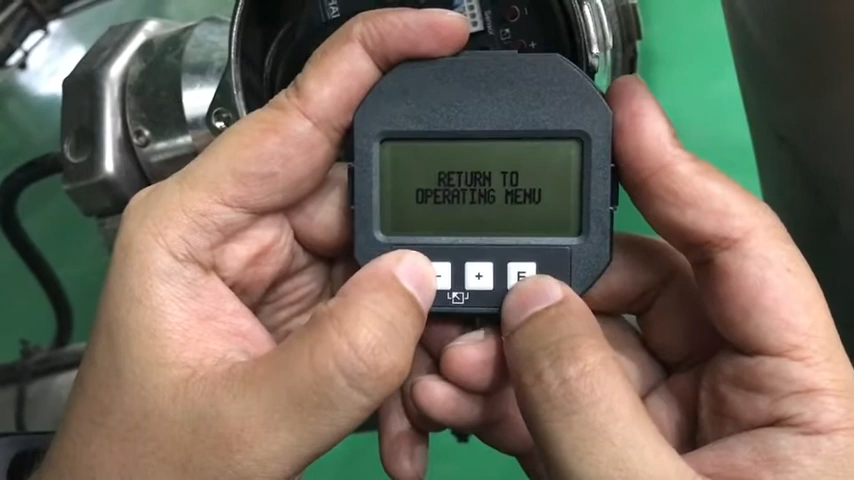 RETURN TO
OPERATING MENU
- + E